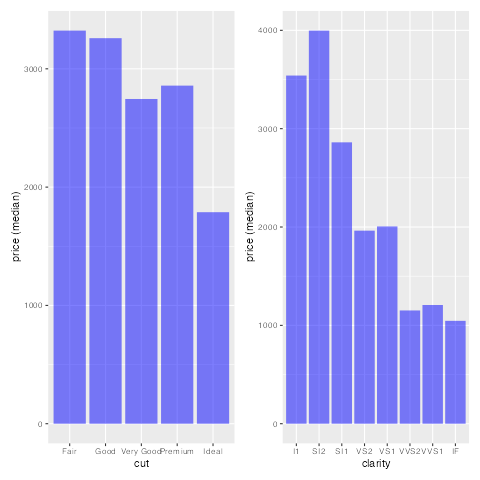 price (median)
3000
2000
1000
0
Fair Good Very Good Premium Ideal
cut
price (median)
4000
3000
2000
1000
0
I1 SI2 SI1 VS2 VS1 VVS2 VVS1 IF
clarity